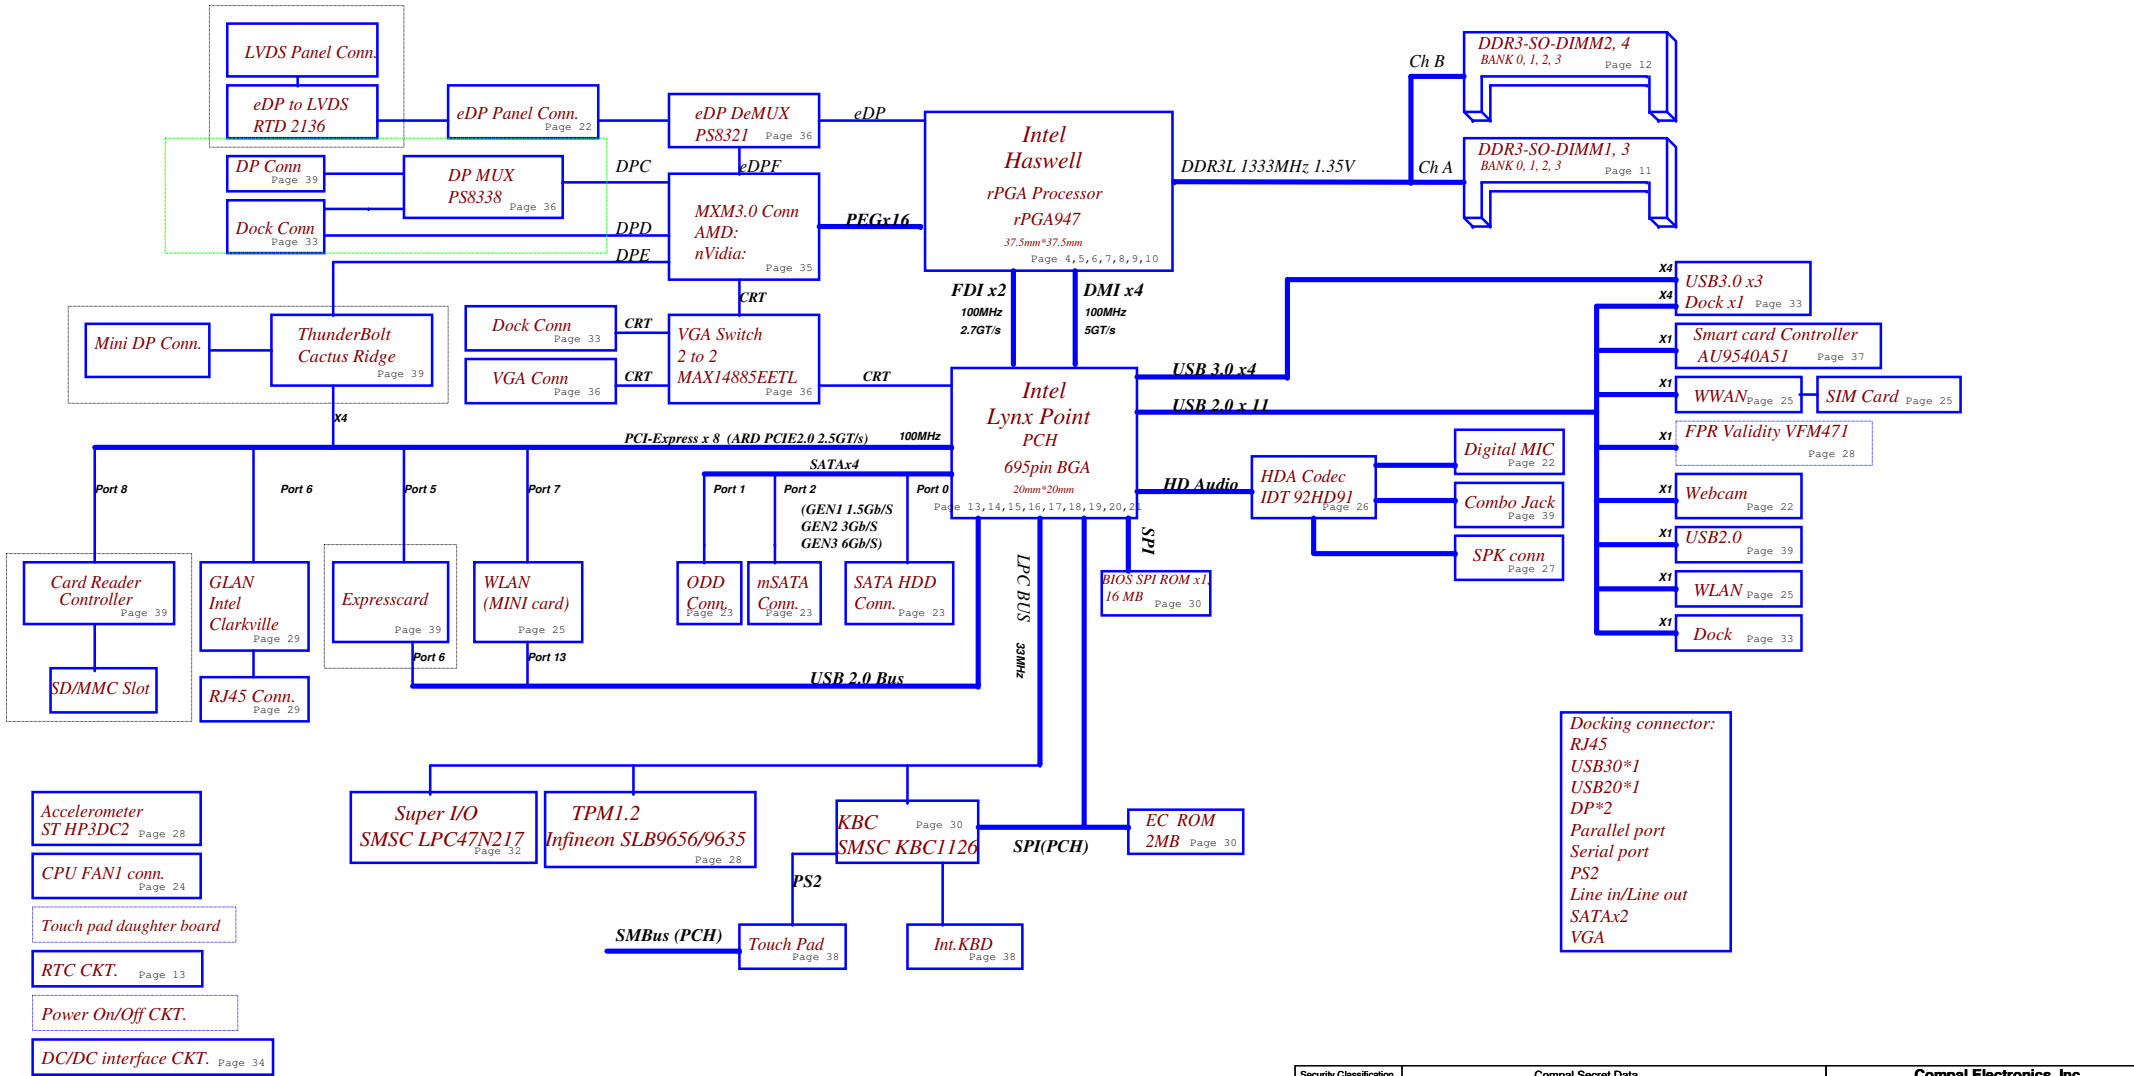 LVDS Panel Conn.
eDP to LVDS
RTD 2136
eDP Panel Conn.
Page 22
eDP DeMUX
PS8321 Page 36
eDP
eDPF
DP Conn
Page 39
Dock Conn
Page 33
DP MUX
PS8338 Page 36
DPC
DPD
DPE
MXM3.0 Conn
AMD:
nVidia:
Page 35
PEGx16
Intel
Haswell
rPGA Processor
rPGA947
37.5mm*37.5mm
Page 4,5,6,7,8,9,10
DDR3L 1333MHz 1.35V
Ch B
Ch A
DDR3-SO-DIMM2, 4
BANK 0, 1, 2, 3 Page 12
DDR3-SO-DIMM1, 3
BANK 0, 1, 2, 3 Page 11
FDI x2
100MHz
2.7GT/s
DMI x4
100MHz
5GT/s
Mini DP Conn.
ThunderBolt
Cactus Ridge
Page 39
X4
CRT
Dock Conn
Page 33
CRT
VGA Conn
Page 36
CRT
VGA Switch
2 to 2
MAX14885EETL
Page 36
CRT
Intel
Lynx Point
PCH
695pin BGA
20mm*20mm
Page 13,14,15,16,17,18,19,20,21
USB 3.0 x4
USB 2.0 x 11
HD Audio
SPI
X4
USB3.0 x3
X4
Dock x1 Page 33
X1
Smart card Controller
AU9540A51 Page 37
X1
WWAN Page 25
SIM Card Page 25
X1
FPR Validity VFM471
Page 28
X1
Webcam
Page 22
X1
USB2.0
Page 39
X1
WLAN Page 25
X1
Dock Page 33
HDA Codec
IDT 92HD91
Page 26
Digital MIC
Page 22
Combo Jack
Page 39
SPK conn
Page 27
BIOS SPI ROM x1,
16 MB Page 30
PCI-Express x 8 (ARD PCIE2.0 2.5GT/s)
100MHz
SATAx4
Port 8
Port 6
Port 5
Port 7
Port 1
Port 2
Port 0
(GEN1 1.5Gb/S
GEN2 3Gb/S
GEN3 6Gb/S)
Card Reader
Controller
Page 39
SD/MMC Slot
GLAN
Intel
Clarkville
Page 29
RJ45 Conn.
Page 29
Expresscard
Page 39
Port 6
WLAN
(MINI card)
Page 25
Port 13
ODD
Conn.
Page 23
mSATA
Conn.
Page 23
SATA HDD
Conn.
Page 23
USB 2.0 Bus
LPC BUS
33MHz
Super I/O
SMSC LPC47N217
Page 32
TPM1.2
Infineon SLB9656/9635
Page 28
KBC Page 30
SMSC KBC1126
SPI(PCH)
EC ROM
2MB Page 30
PS2
SMBus (PCH)
Touch Pad
Page 38
Int.KBD
Page 38
Accelerometer
ST HP3DC2 Page 28
CPU FAN1 conn.
Page 24
Touch pad daughter board
RTC CKT. Page 13
Power On/Off CKT.
DC/DC interface CKT. Page 34
Docking connector:
RJ45
USB30*1
USB20*1
DP*2
Parallel port
Serial port
PS2
Line in/Line out
SATAx2
VGA
Security Classification
Compal Secret Data
Compal Electronics, Inc.